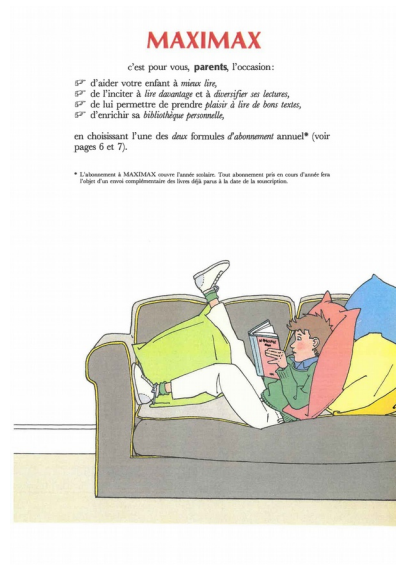 MAXIMAX
c'est pour vous, parents, l'occasion:
☞ d'aider votre enfant à mieux lire,
☞ de l'inciter à lire davantage et à diversifier ses lectures,
☞ de lui permettre de prendre plaisir à lire de bons textes,
☞ d'enrichir sa bibliothèque personnelle,
en choisissant l'une des deux formules d'abonnement annuel* (voir
pages 6 et 7).
* L'abonnement à MAXIMAX couvre l'année scolaire. Tout abonnement pris en cours d'année fera
l'objet d'un envoi complémentaire des livres déjà parus à la date de la souscription.